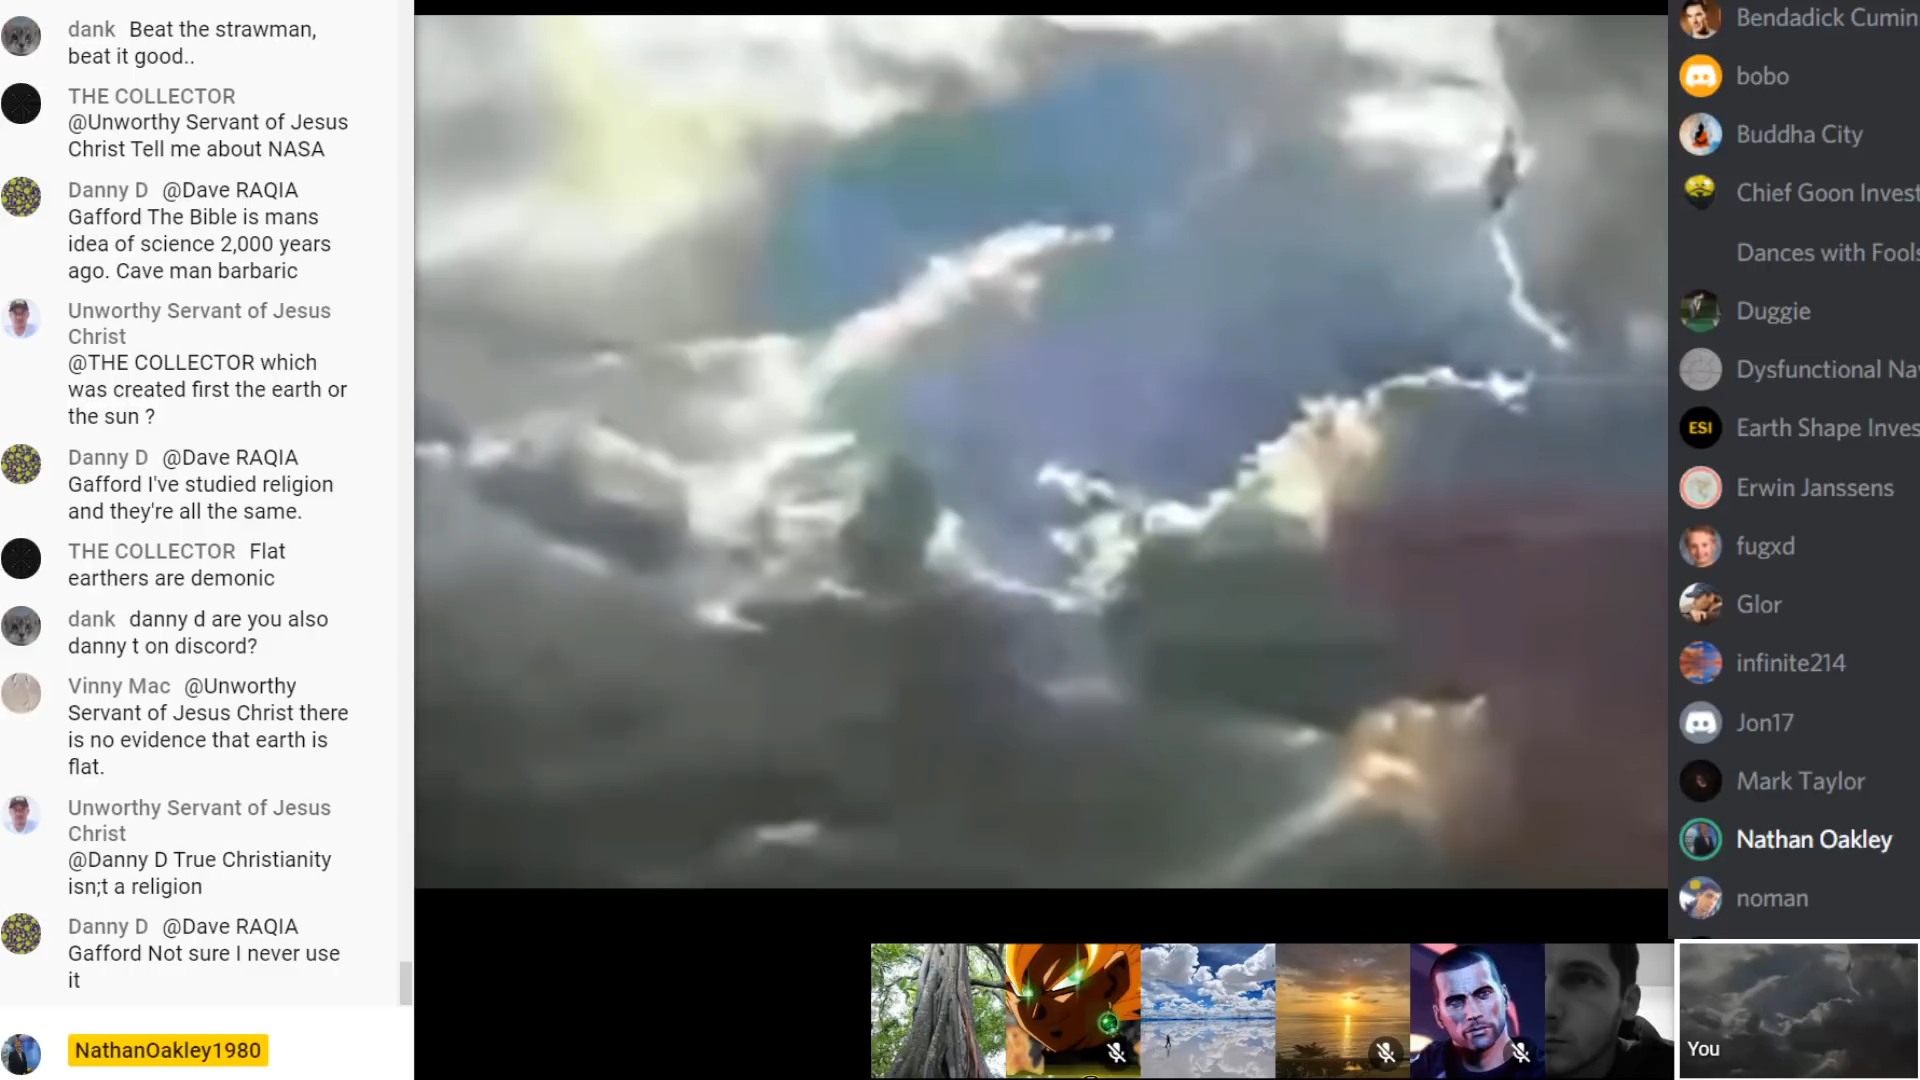 dank Beat the strawman,
beat it good..
THE COLLECTOR
@Unworthy Servant of Jesus
Christ Tell me about NASA
Danny D @Dave RAQIA
Gafford The Bible is mans
idea of science 2,000 years
ago. Cave man barbaric
Unworthy Servant of Jesus
Christ
@THE COLLECTOR which
was created first the earth or
the sun ?
Danny D @Dave RAQIA
Gafford I've studied religion
and they're all the same.
THE COLLECTOR Flat
earthers are demonic
dank danny d are you also
danny t on discord?
Vinny Mac @Unworthy
Servant of Jesus Christ there
is no evidence that earth is
flat.
Unworthy Servant of Jesus
Christ
@Danny D True Christianity
isn;t a religion
Danny D @Dave RAQIA
Gafford Not sure I never use
it
NathanOakley1980
Bendadick Cumin
bobo
Buddha City
Chief Goon Invest
Dances with Fools
Duggie
Dysfunctional Nav
ESI
Earth Shape Inves
Erwin Janssens
fugxd
Glor
infinite214
Jon17
Mark Taylor
Nathan Oakley
noman
You